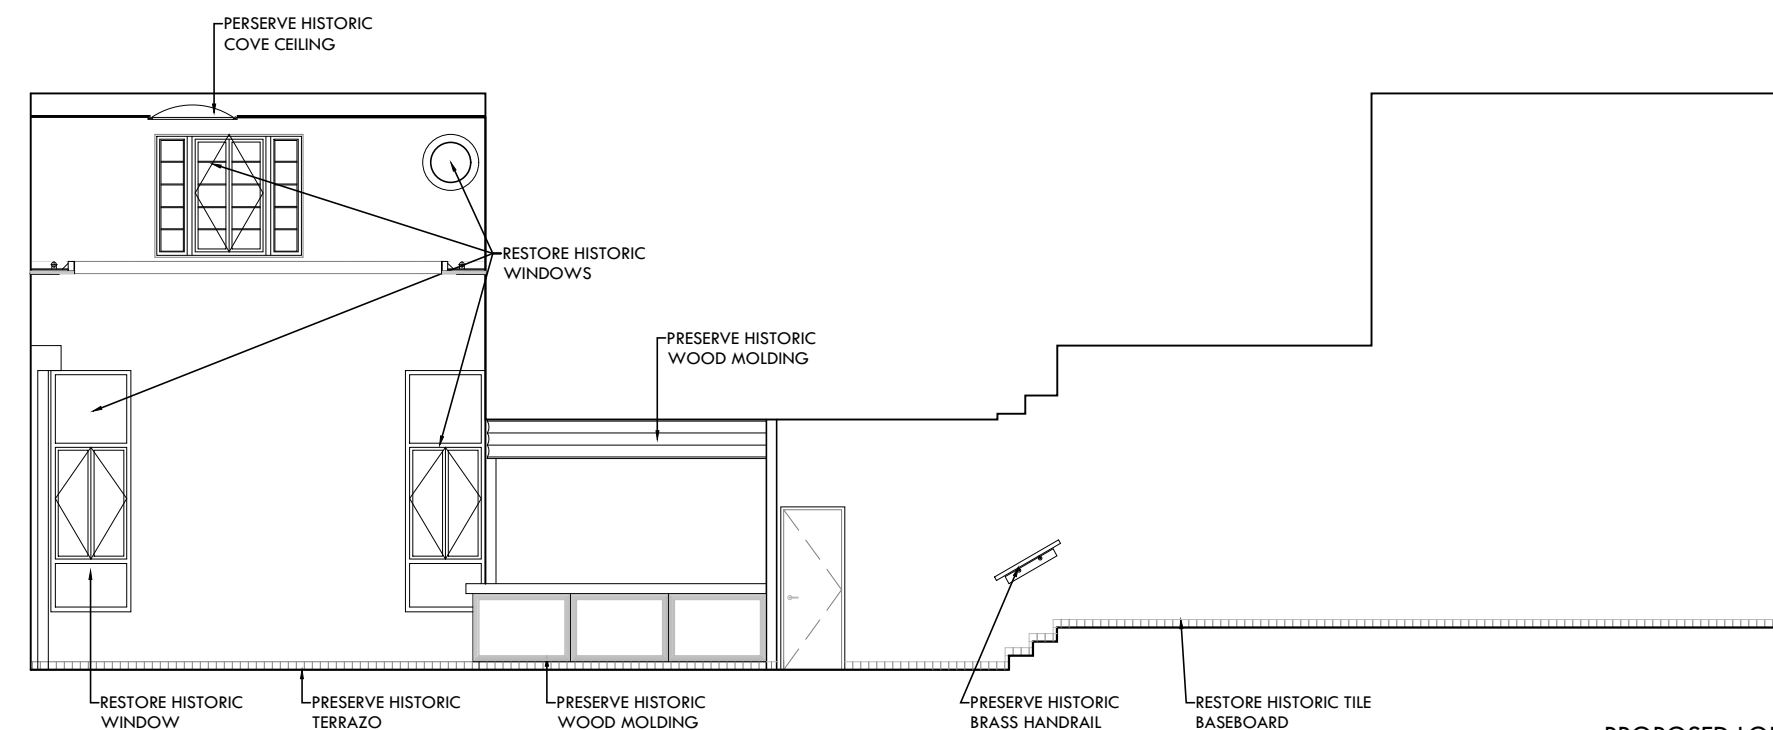 PERSERVE HISTORIC
COVE CEILING
RESTORE HISTORIC
WINDOWS
PRESERVE HISTORIC
WOOD MOLDING
RESTORE HISTORIC
WINDOW
PRESERVE HISTORIC
TERRAZO
PRESERVE HISTORIC
WOOD MOLDING
PRESERVE HISTORIC
BRASS HANDRAIL
RESTORE HISTORIC TILE
BASEBOARD